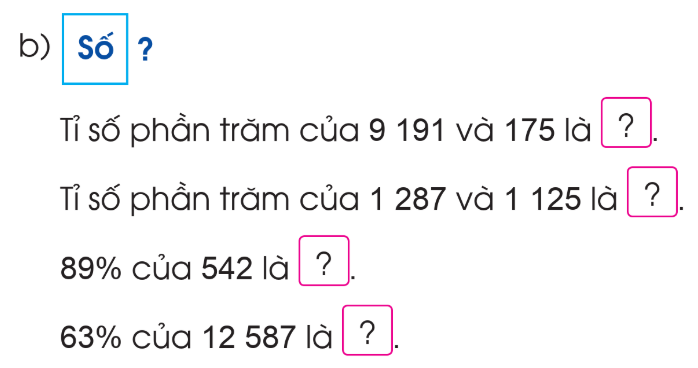 b) Số ?
Tỉ số phần trăm của 9 191 và 175 là ?.
Tỉ số phần trăm của 1 287 và 1 125 là ?.
89% của 542 là ?.
63% của 12 587 là ?.